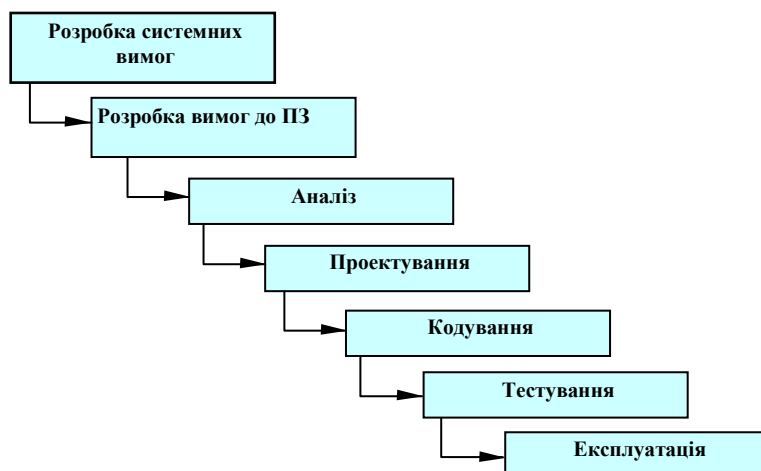 Розробка системних
вимог
Розробка вимог до ПЗ
Аналіз
Проектування
Кодування
Тестування
Експлуатація